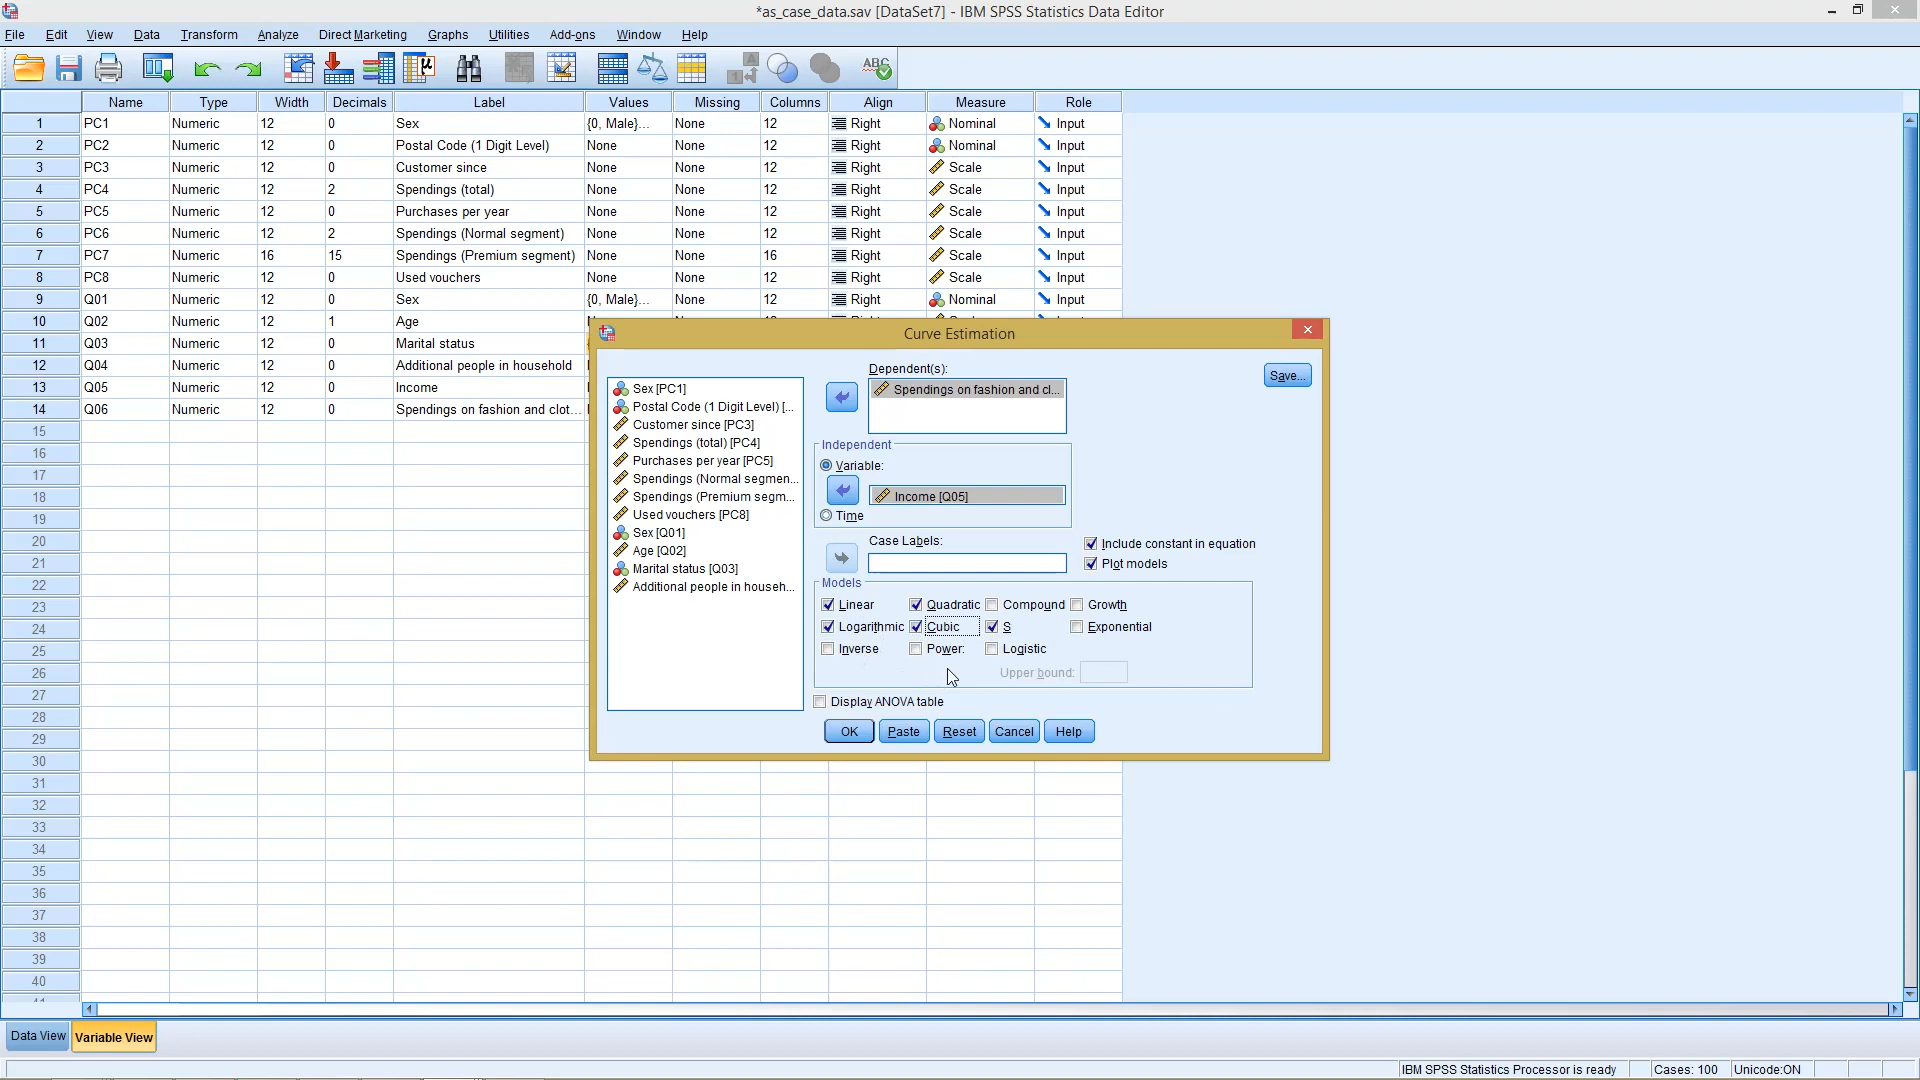 *as_case_data.sav [DataSet7] - IBM SPSS Statistics Data Editor
File Edit View Data Transform Analyze Direct Marketing Graphs Utilities Add-ons Window Help
Name Type Width Decimals Label Values Missing Columns Align Measure Role
1 PC1 Numeric 12 0 Sex {0, Male}... None 12 Right Nominal Input
2 PC2 Numeric 12 0 Postal Code (1 Digit Level) None None 12 Right Nominal Input
3 PC3 Numeric 12 0 Customer since None None 12 Right Scale Input
4 PC4 Numeric 12 2 Spendings (total) None None 12 Right Scale Input
5 PC5 Numeric 12 0 Purchases per year None None 12 Right Scale Input
6 PC6 Numeric 12 2 Spendings (Normal segment) None None 12 Right Scale Input
7 PC7 Numeric 16 15 Spendings (Premium segment) None None 16 Right Scale Input
8 PC8 Numeric 12 0 Used vouchers None None 12 Right Scale Input
9 Q01 Numeric 12 0 Sex {0, Male}... None 12 Right Nominal Input
10 Q02 Numeric 12 1 Age
11 Q03 Numeric 12 0 Marital status
12 Q04 Numeric 12 0 Additional people in household
13 Q05 Numeric 12 0 Income
14 Q06 Numeric 12 0 Spendings on fashion and clot...
15
16
17
18
19
20
21
22
23
24
25
26
27
28
29
30
31
32
33
34
35
36
37
38
39
40
Curve Estimation
Sex [PC1]
Postal Code (1 Digit Level) [...
Customer since [PC3]
Spendings (total) [PC4]
Purchases per year [PC5]
Spendings (Normal segmen...
Spendings (Premium segm...
Used vouchers [PC8]
Sex [Q01]
Age [Q02]
Marital status [Q03]
Additional people in househ...
Dependent(s):
Spendings on fashion and cl...
Save...
Independent
Variable:
Income [Q05]
Time
Case Labels:
Include constant in equation
Plot models
Models
Linear Quadratic Compound Growth
Logarithmic Cubic S Exponential
Inverse Power: Logistic
Upper bound:
Display ANOVA table
OK Paste Reset Cancel Help
Data View Variable View
IBM SPSS Statistics Processor is ready Cases: 100 Unicode:ON